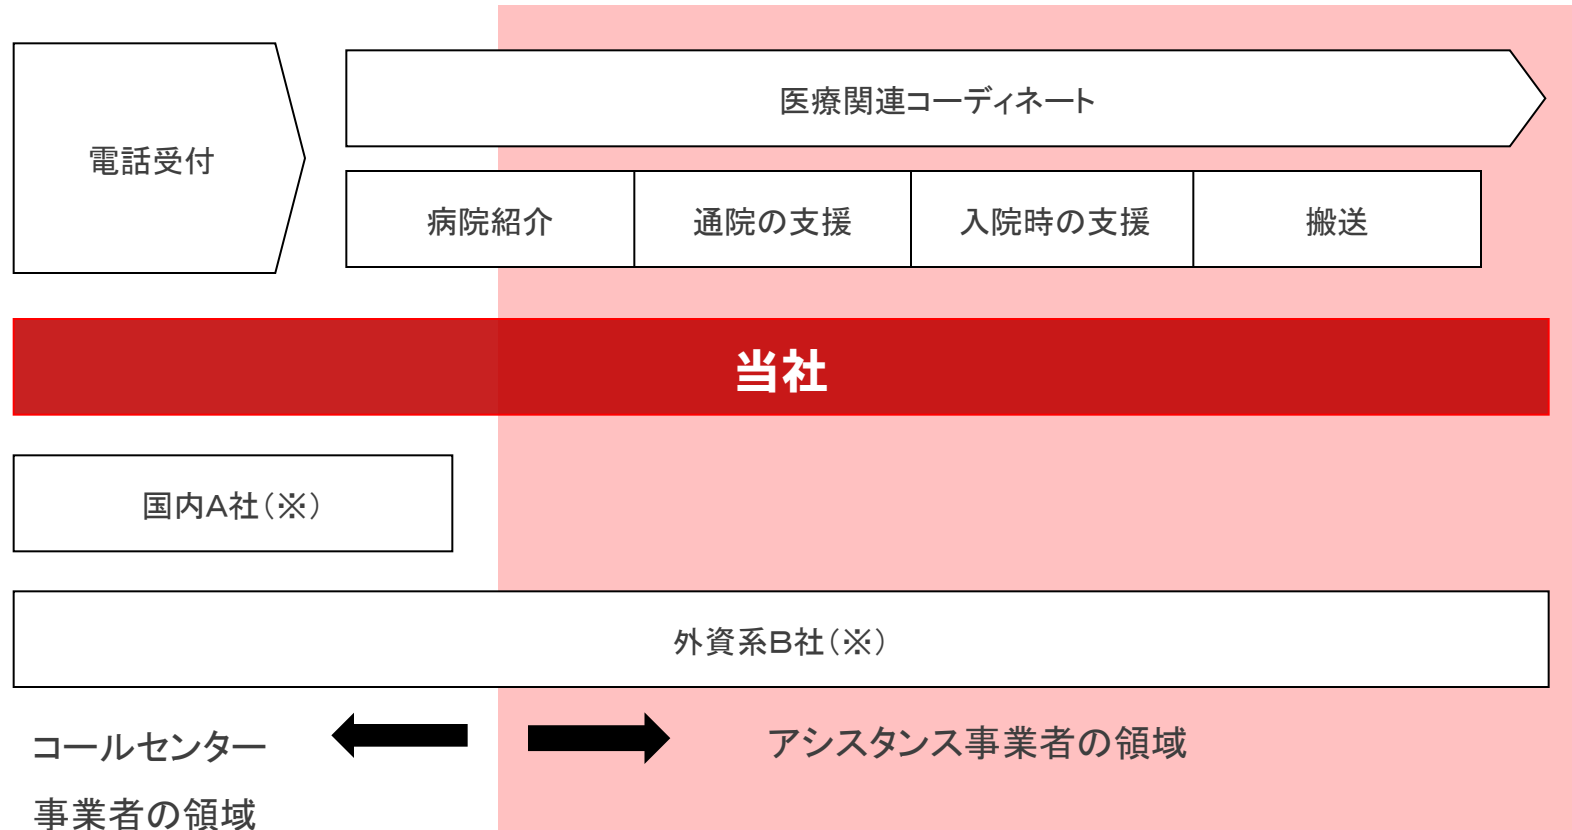 電話受付
医療関連コーディネート
病院紹介
通院の支援
入院時の支援
搬送
当社
国内A社(※)
外資系B社(※)
コールセンター
事業者の領域
アシスタンス事業者の領域